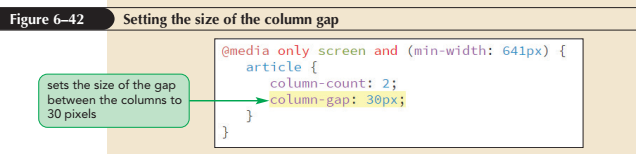 Figure 6–42 Setting the size of the column gap
@media only screen and (min-width: 641px) {
article {
column-count: 2;
sets the size of the gap
between the columns to
30 pixels
column-gap: 30px;
}
}